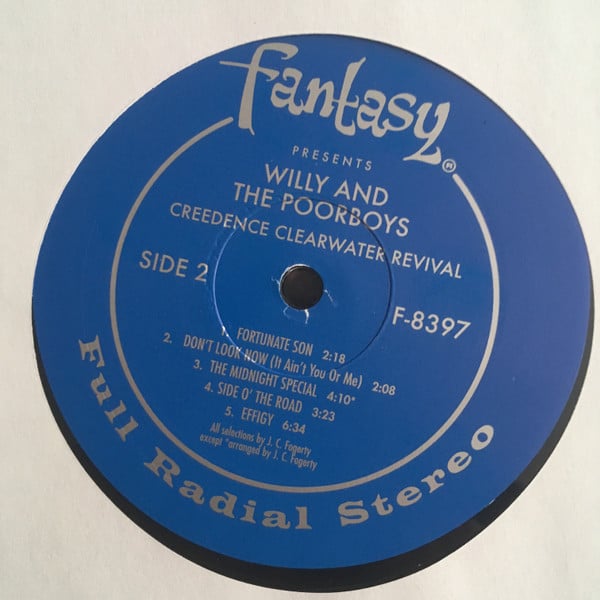 fantasy®
PRESENTS
WILLY AND
THE POORBOYS
CREEDENCE CLEARWATER REVIVAL
SIDE 2
F-8397
1. FORTUNATE SON 2:18
2. DON'T LOOK NOW (It Ain't You Or Me) 2:08
3. THE MIDNIGHT SPECIAL 4:10*
4. SIDE O' THE ROAD 3:23
5. EFFIGY 6:34
All selections by J. C. Fogerty
except *arranged by J. C. Fogerty
Full Radial Stereo